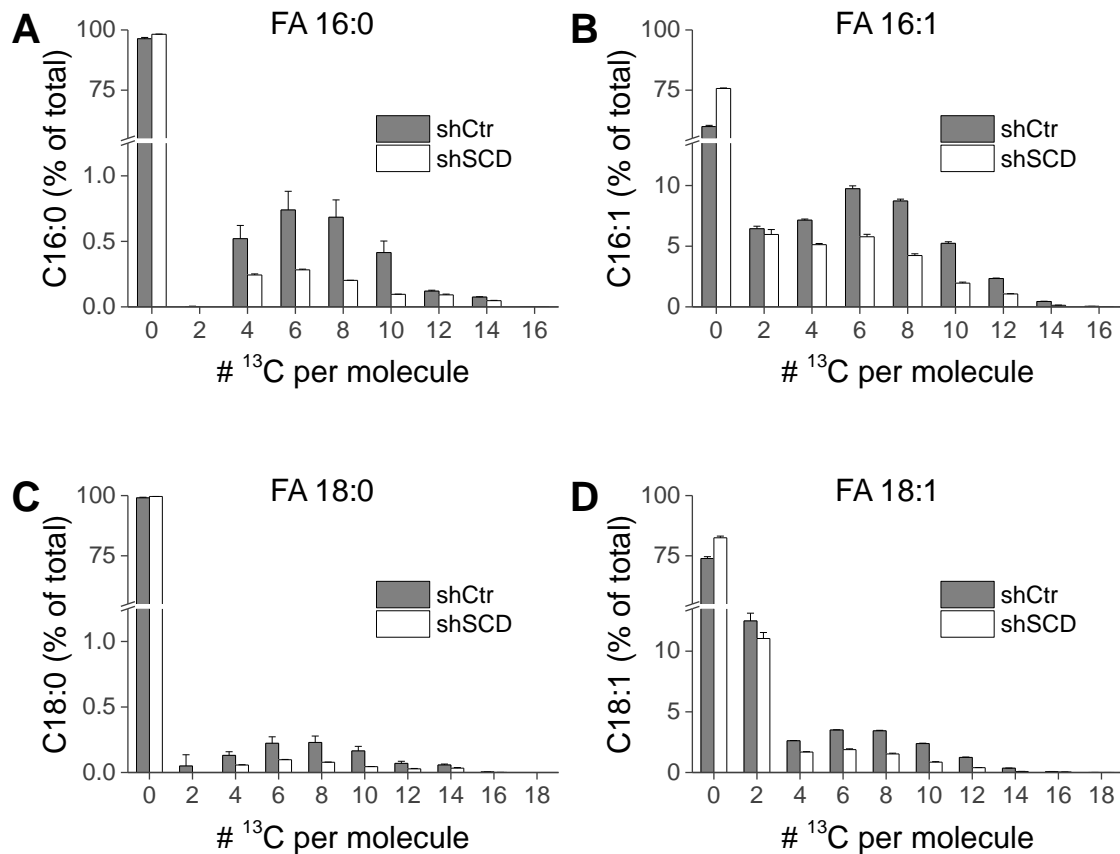 A
FA 16:0
C16:0 (% of total)
100
75
1.0
0.5
0.0
shCtr
shSCD
0 2 4 6 8 10 12 14 16
# ¹³C per molecule
B
FA 16:1
C16:1 (% of total)
100
75
10
5
0
shCtr
shSCD
0 2 4 6 8 10 12 14 16
# ¹³C per molecule
C
FA 18:0
C18:0 (% of total)
100
75
1.0
0.5
0.0
shCtr
shSCD
0 2 4 6 8 10 12 14 16 18
# ¹³C per molecule
D
FA 18:1
C18:1 (% of total)
100
75
10
5
0
shCtr
shSCD
0 2 4 6 8 10 12 14 16 18
# ¹³C per molecule